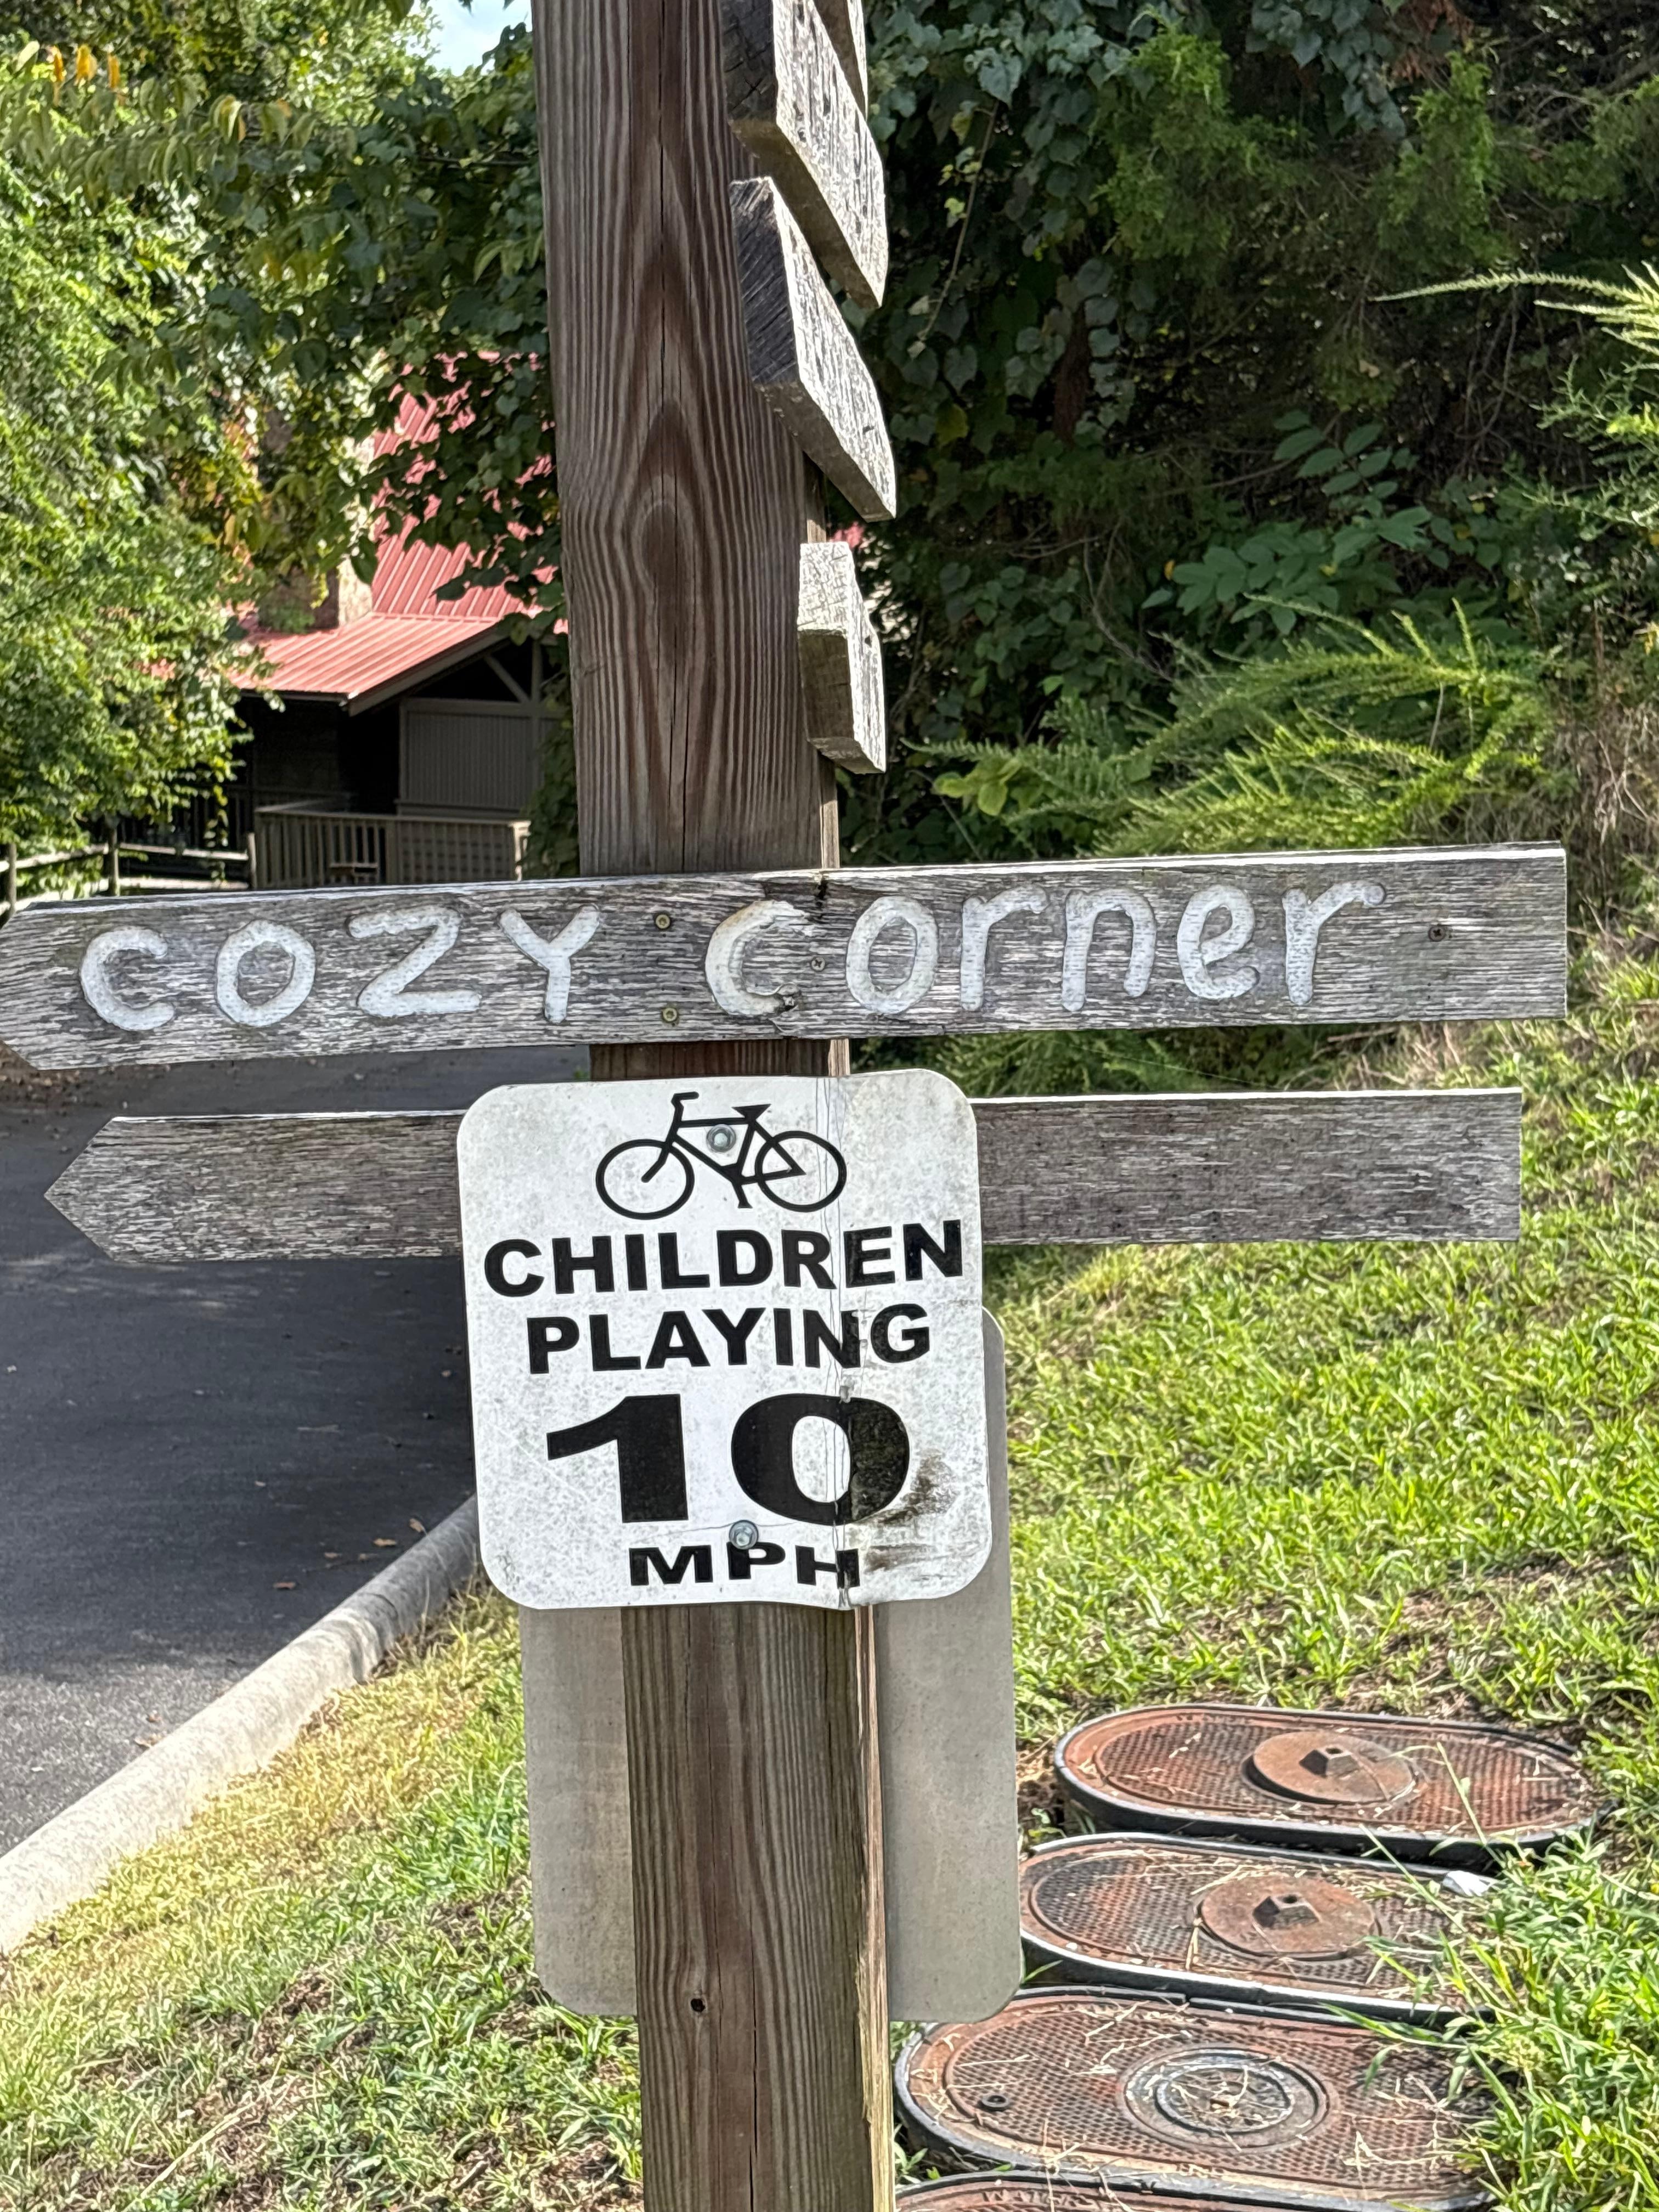 cozy corner
CHILDREN
PLAYING
10
MPH